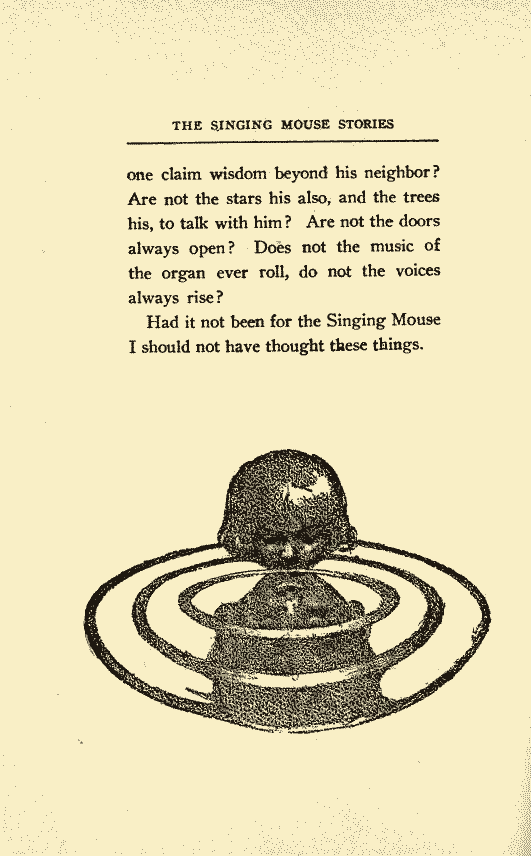 THE SINGING MOUSE STORIES
one claim wisdom beyond his neighbor?
Are not the stars his also, and the trees
his, to talk with him? Are not the doors
always open? Does not the music of
the organ ever roll, do not the voices
always rise?
Had it not been for the Singing Mouse
I should not have thought these things.